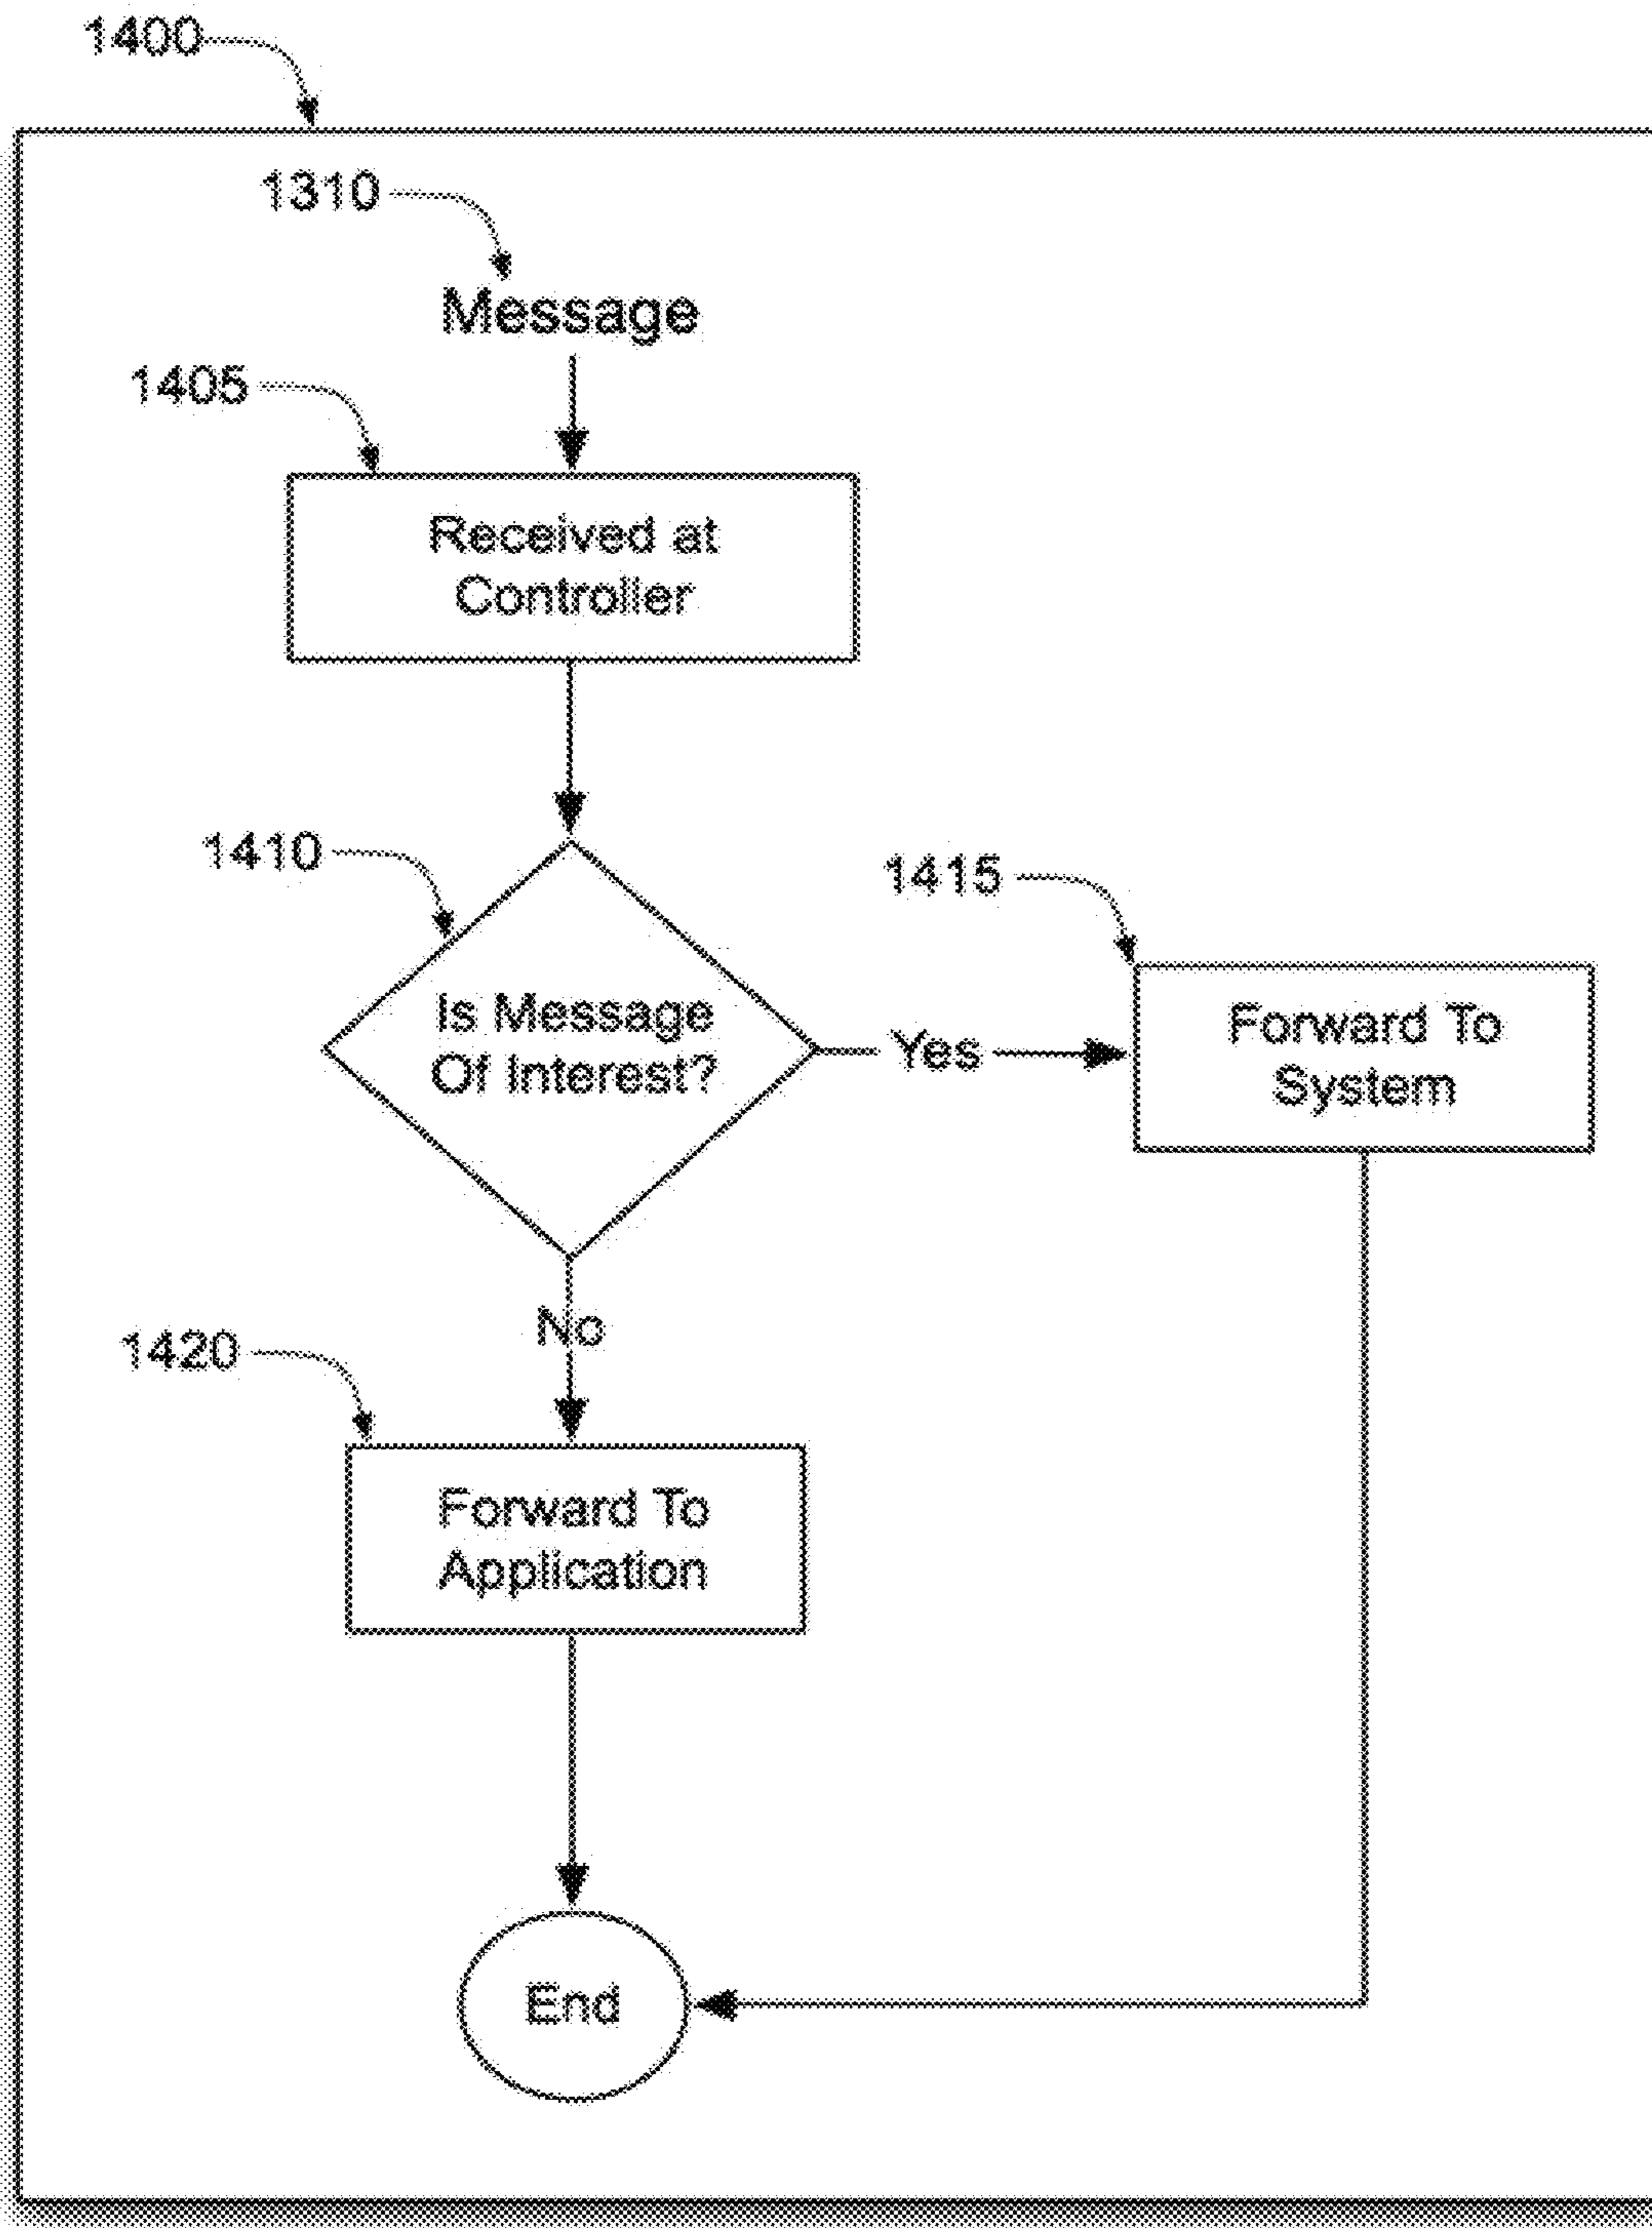 1400
1310
Message
1405
Received at
Controller
1410
1415
Is Message
Of Interest?
Yes
Forward To
System
No
1420
Forward To
Application
End